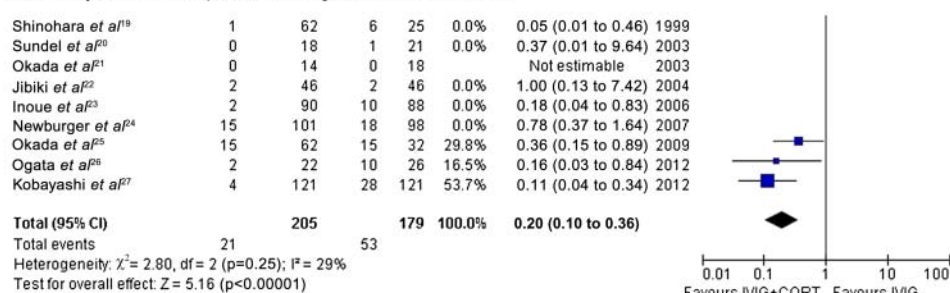 Shinohara et al¹⁹ 1 62 6 25 0.0% 0.05 (0.01 to 0.46) 1999
Sundel et al²⁰ 0 18 1 21 0.0% 0.37 (0.01 to 9.64) 2003
Okada et al²¹ 0 14 0 18 Not estimable 2003
Jibiki et al²² 2 46 2 46 0.0% 1.00 (0.13 to 7.42) 2004
Inoue et al²³ 2 90 10 88 0.0% 0.18 (0.04 to 0.83) 2006
Newburger et al²⁴ 15 101 18 98 0.0% 0.78 (0.37 to 1.64) 2007
Okada et al²⁵ 15 62 15 32 29.8% 0.36 (0.15 to 0.89) 2009
Ogata et al²⁶ 2 22 10 26 16.5% 0.16 (0.03 to 0.84) 2012
Kobayashi et al²⁷ 4 121 28 121 53.7% 0.11 (0.04 to 0.34) 2012
Total (95% CI) 205 179 100.0% 0.20 (0.10 to 0.36)
Total events 21 53
Heterogeneity: χ²= 2.80, df = 2 (p=0.25); I² = 29%
Test for overall effect: Z = 5.16 (p<0.00001)
0.01 0.1 1 10 100
Favours IVIG+CORT Favours IVIG